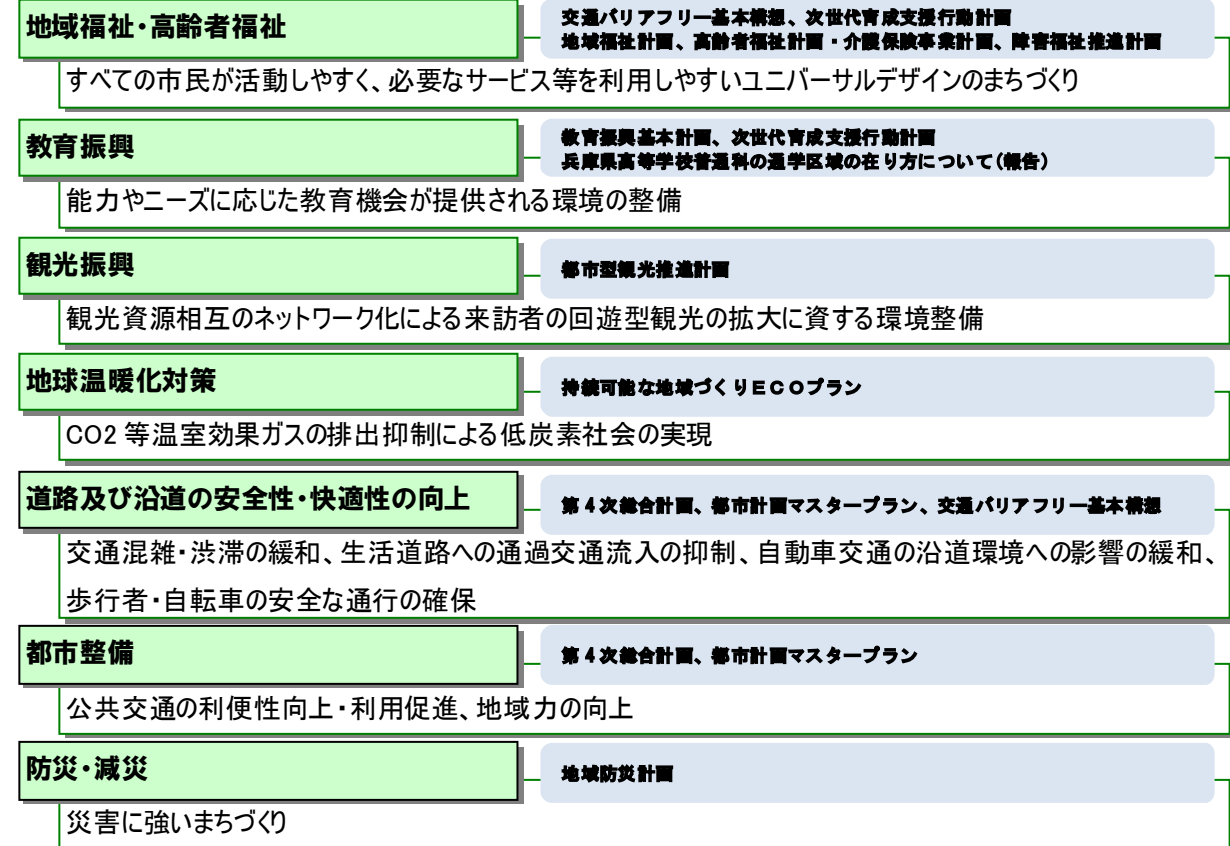 地域福祉・高齢者福祉
交通バリアフリー基本構想、次世代育成支援行動計画
地域福祉計画、高齢者福祉計画・介護保険事業計画、障害福祉推進計画
すべての市民が活動しやすく、必要なサービス等を利用しやすいユニバーサルデザインのまちづくり
教育振興
教育振興基本計画、次世代育成支援行動計画
兵庫県高等学校普通科の通学区域の在り方について(報告)
能力やニーズに応じた教育機会が提供される環境の整備
観光振興
都市型観光推進計画
観光資源相互のネットワーク化による来訪者の回遊型観光の拡大に資する環境整備
地球温暖化対策
持続可能な地域づくりECOプラン
CO2 等温室効果ガスの排出抑制による低炭素社会の実現
道路及び沿道の安全性・快適性の向上
第4次総合計画、都市計画マスタープラン、交通バリアフリー基本構想
交通混雑・渋滞の緩和、生活道路への通過交通流入の抑制、自動車交通の沿道環境への影響の緩和、
歩行者・自転車の安全な通行の確保
都市整備
第4次総合計画、都市計画マスタープラン
公共交通の利便性向上・利用促進、地域力の向上
防災・減災
地域防災計画
災害に強いまちづくり